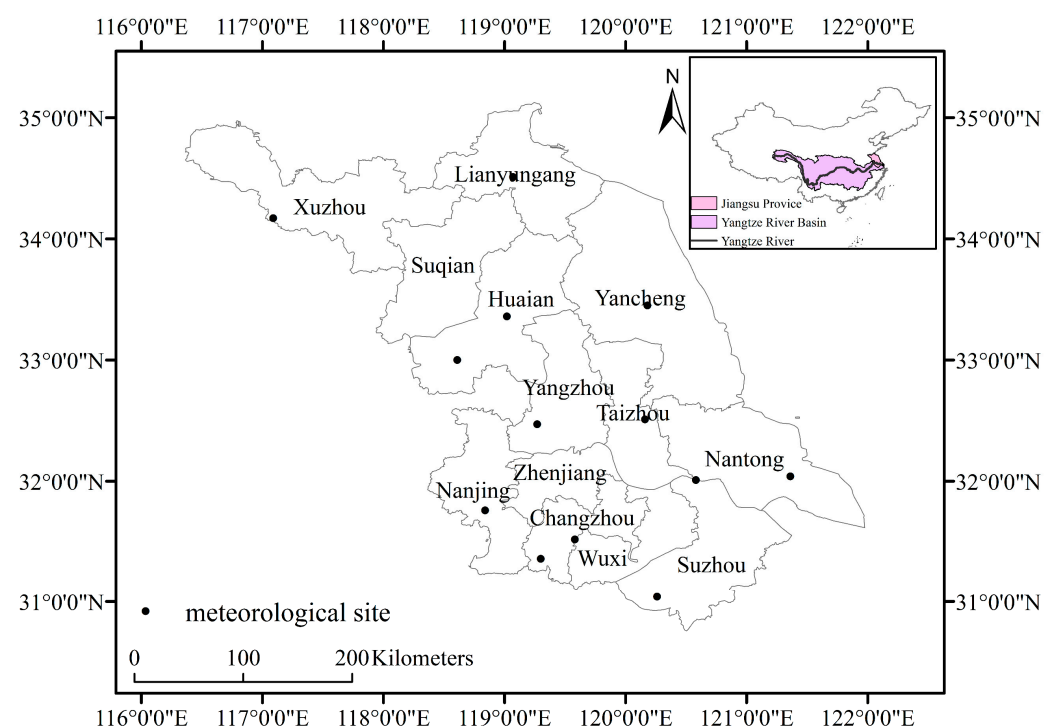 116°0'0"E 117°0'0"E 118°0'0"E 119°0'0"E 120°0'0"E 121°0'0"E 122°0'0"E
N
35°0'0"N 35°0'0"N
Lianyungang
Xuzhou
Jiangsu Provice
Yangtze River Basin
Yangtze River
34°0'0"N 34°0'0"N
Suqian
Huaian
Yancheng
33°0'0"N 33°0'0"N
Yangzhou
Taizhou
Nantong
Zhenjiang
32°0'0"N 32°0'0"N
Nanjing
Changzhou
Wuxi
Suzhou
31°0'0"N 31°0'0"N
meteorological site
0 100 200 Kilometers
116°0'0"E 117°0'0"E 118°0'0"E 119°0'0"E 120°0'0"E 121°0'0"E 122°0'0"E